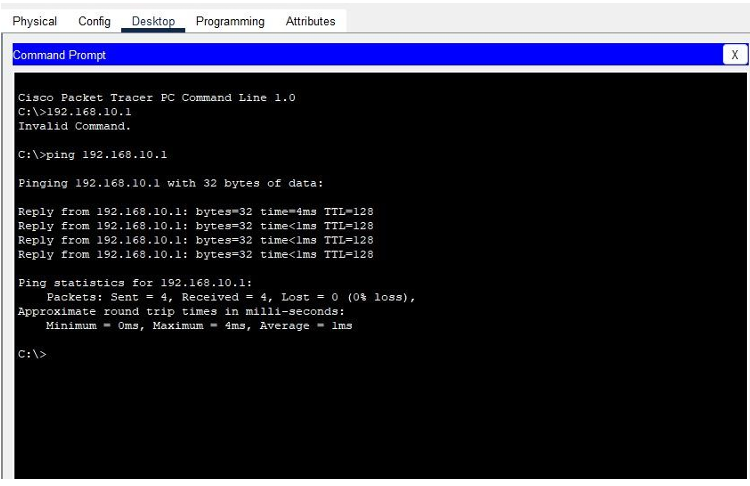 Physical Config Desktop Programming Attributes
Command Prompt X
Cisco Packet Tracer PC Command Line 1.0
C:\>192.168.10.1
Invalid Command.
C:\>ping 192.168.10.1
Pinging 192.168.10.1 with 32 bytes of data:
Reply from 192.168.10.1: bytes=32 time=4ms TTL=128
Reply from 192.168.10.1: bytes=32 time<1ms TTL=128
Reply from 192.168.10.1: bytes=32 time<1ms TTL=128
Reply from 192.168.10.1: bytes=32 time<1ms TTL=128
Ping statistics for 192.168.10.1:
Packets: Sent = 4, Received = 4, Lost = 0 (0% loss),
Approximate round trip times in milli-seconds:
Minimum = 0ms, Maximum = 4ms, Average = 1ms
C:\>